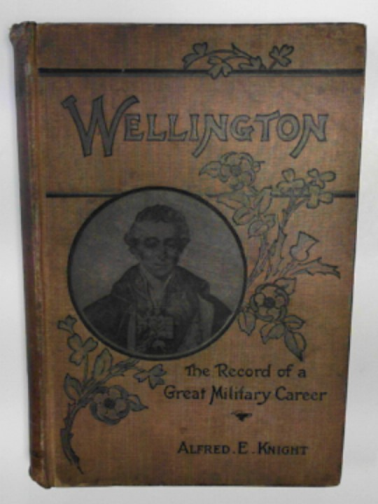 WELLINGTON
The Record of a
Great Military Career
ALFRED. E. KNIGHT